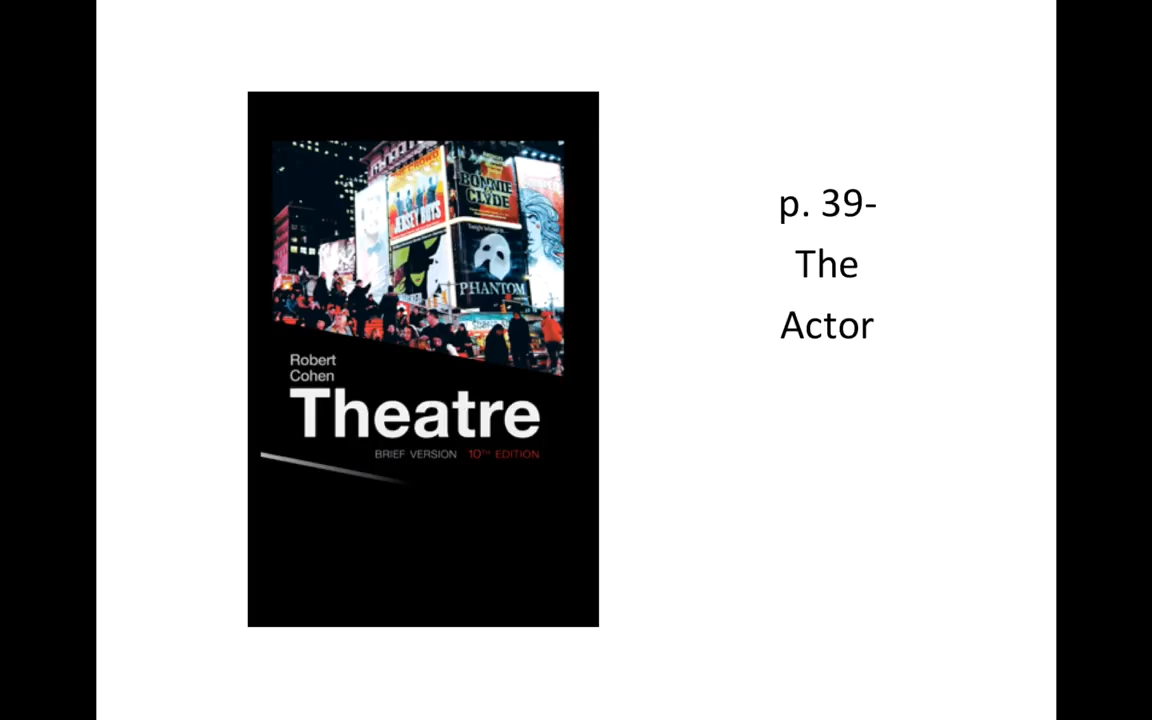 JERSEY BOYS
BONNIE
CLYDE
PHANTOM
Robert
Cohen
Theatre
BRIEF VERSION 10TH EDITION
p. 39-
The
Actor